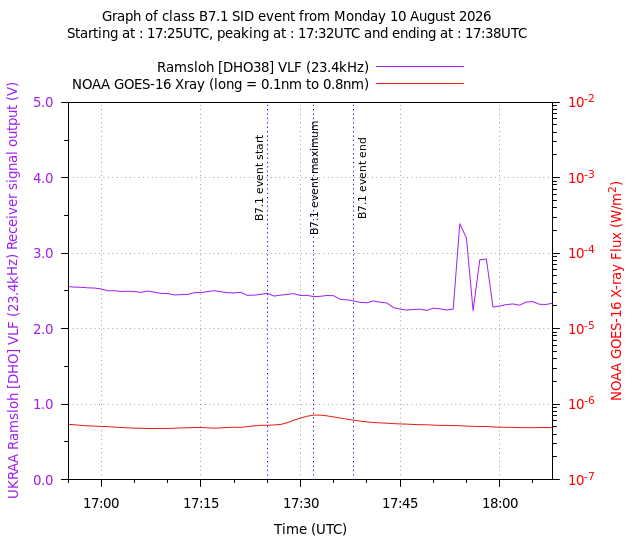 Graph of class B7.1 SID event from Monday 10 August 2026
Starting at : 17:25UTC, peaking at : 17:32UTC and ending at : 17:38UTC
Ramsloh [DHO38] VLF (23.4kHz)
NOAA GOES-16 Xray (long = 0.1nm to 0.8nm)
UKRAA Ramsloh [DHO] VLF (23.4kHz) Receiver signal output (V)
5.0
4.0
3.0
2.0
1.0
0.0
B7.1 event start
B7.1 event maximum
B7.1 event end
10^-2
10^-3
10^-4
10^-5
10^-6
10^-7
NOAA GOES-16 X-ray Flux (W/m²)
17:00
17:15
17:30
17:45
18:00
Time (UTC)